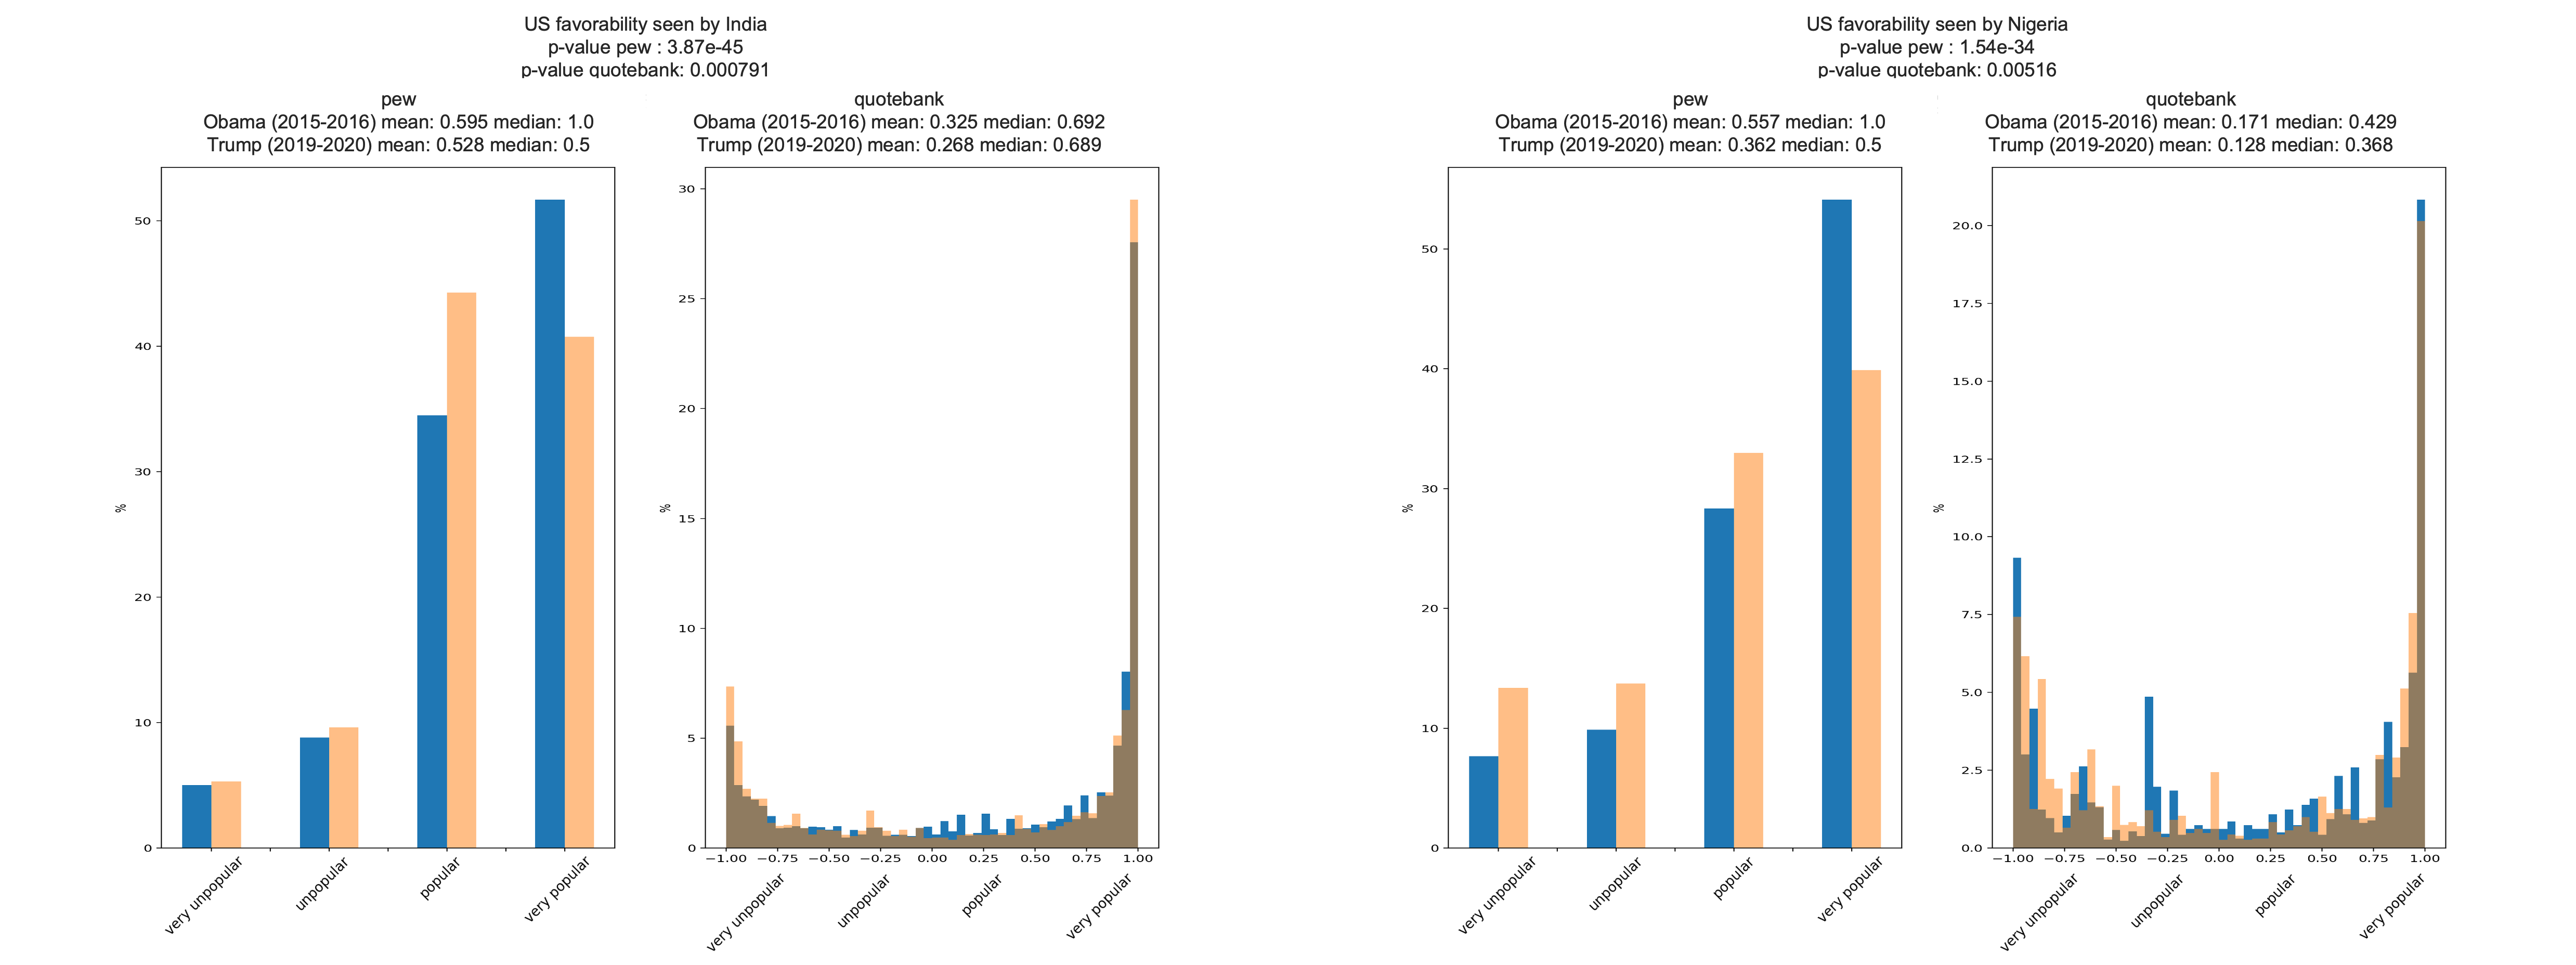 US favorability seen by India
p-value pew : 3.87e-45
p-value quotebank: 0.000791
pew
Obama (2015-2016) mean: 0.595 median: 1.0
Trump (2019-2020) mean: 0.528 median: 0.5
%
50
40
30
20
10
0
very unpopular
unpopular
popular
very popular
quotebank
Obama (2015-2016) mean: 0.325 median: 0.692
Trump (2019-2020) mean: 0.268 median: 0.689
%
30
25
20
15
10
5
0
−1.00 −0.75 −0.50 −0.25 0.00 0.25 0.50 0.75 1.00
very unpopular
unpopular
popular
very popular
US favorability seen by Nigeria
p-value pew : 1.54e-34
p-value quotebank: 0.00516
pew
Obama (2015-2016) mean: 0.557 median: 1.0
Trump (2019-2020) mean: 0.362 median: 0.5
%
50
40
30
20
10
0
very unpopular
unpopular
popular
very popular
quotebank
Obama (2015-2016) mean: 0.171 median: 0.429
Trump (2019-2020) mean: 0.128 median: 0.368
%
20.0
17.5
15.0
12.5
10.0
7.5
5.0
2.5
0.0
−1.00 −0.75 −0.50 −0.25 0.00 0.25 0.50 0.75 1.00
very unpopular
unpopular
popular
very popular